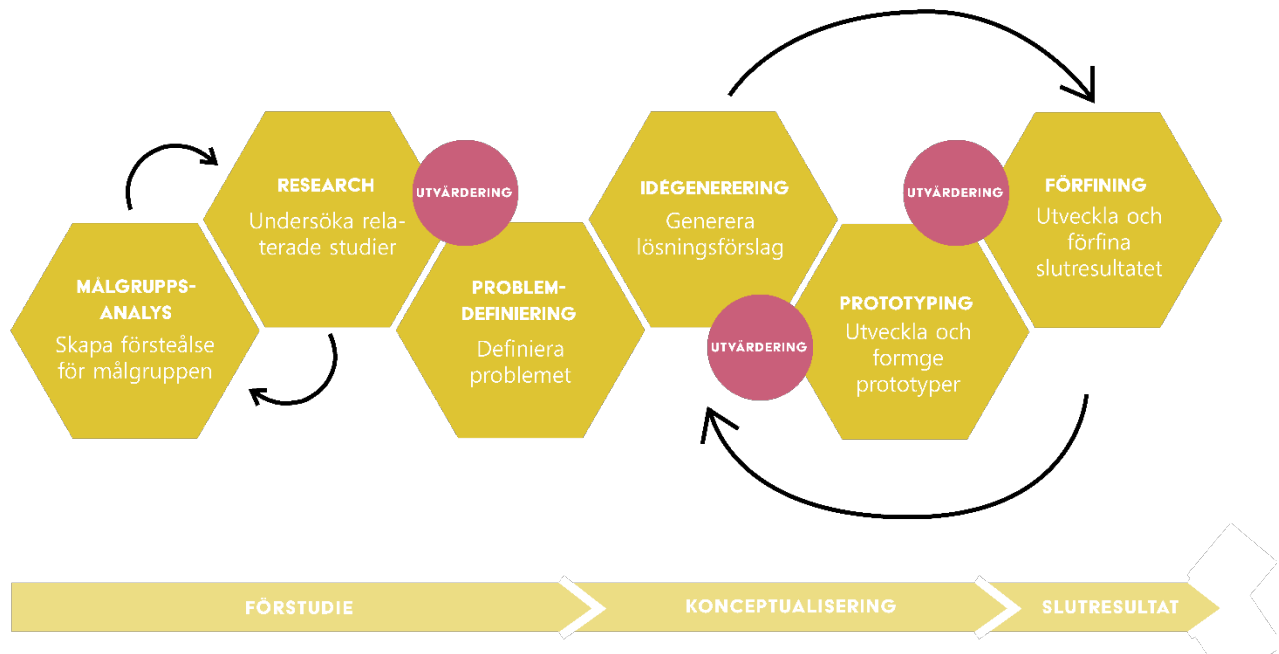 MÅLGRUPPS-
ANALYS
Skapa försteålse
för målgruppen
RESEARCH
Undersöka rela-
terade studier
UTVÄRDERING
PROBLEM-
DEFINIERING
Definiera
problemet
IDÉGENERERING
Generera
lösningsförslag
UTVÄRDERING
PROTOTYPING
Utveckla och
formge
prototyper
UTVÄRDERING
FÖRFINING
Utveckla och
förfina
slutresultatet
FÖRSTUDIE
KONCEPTUALISERING
SLUTRESULTAT